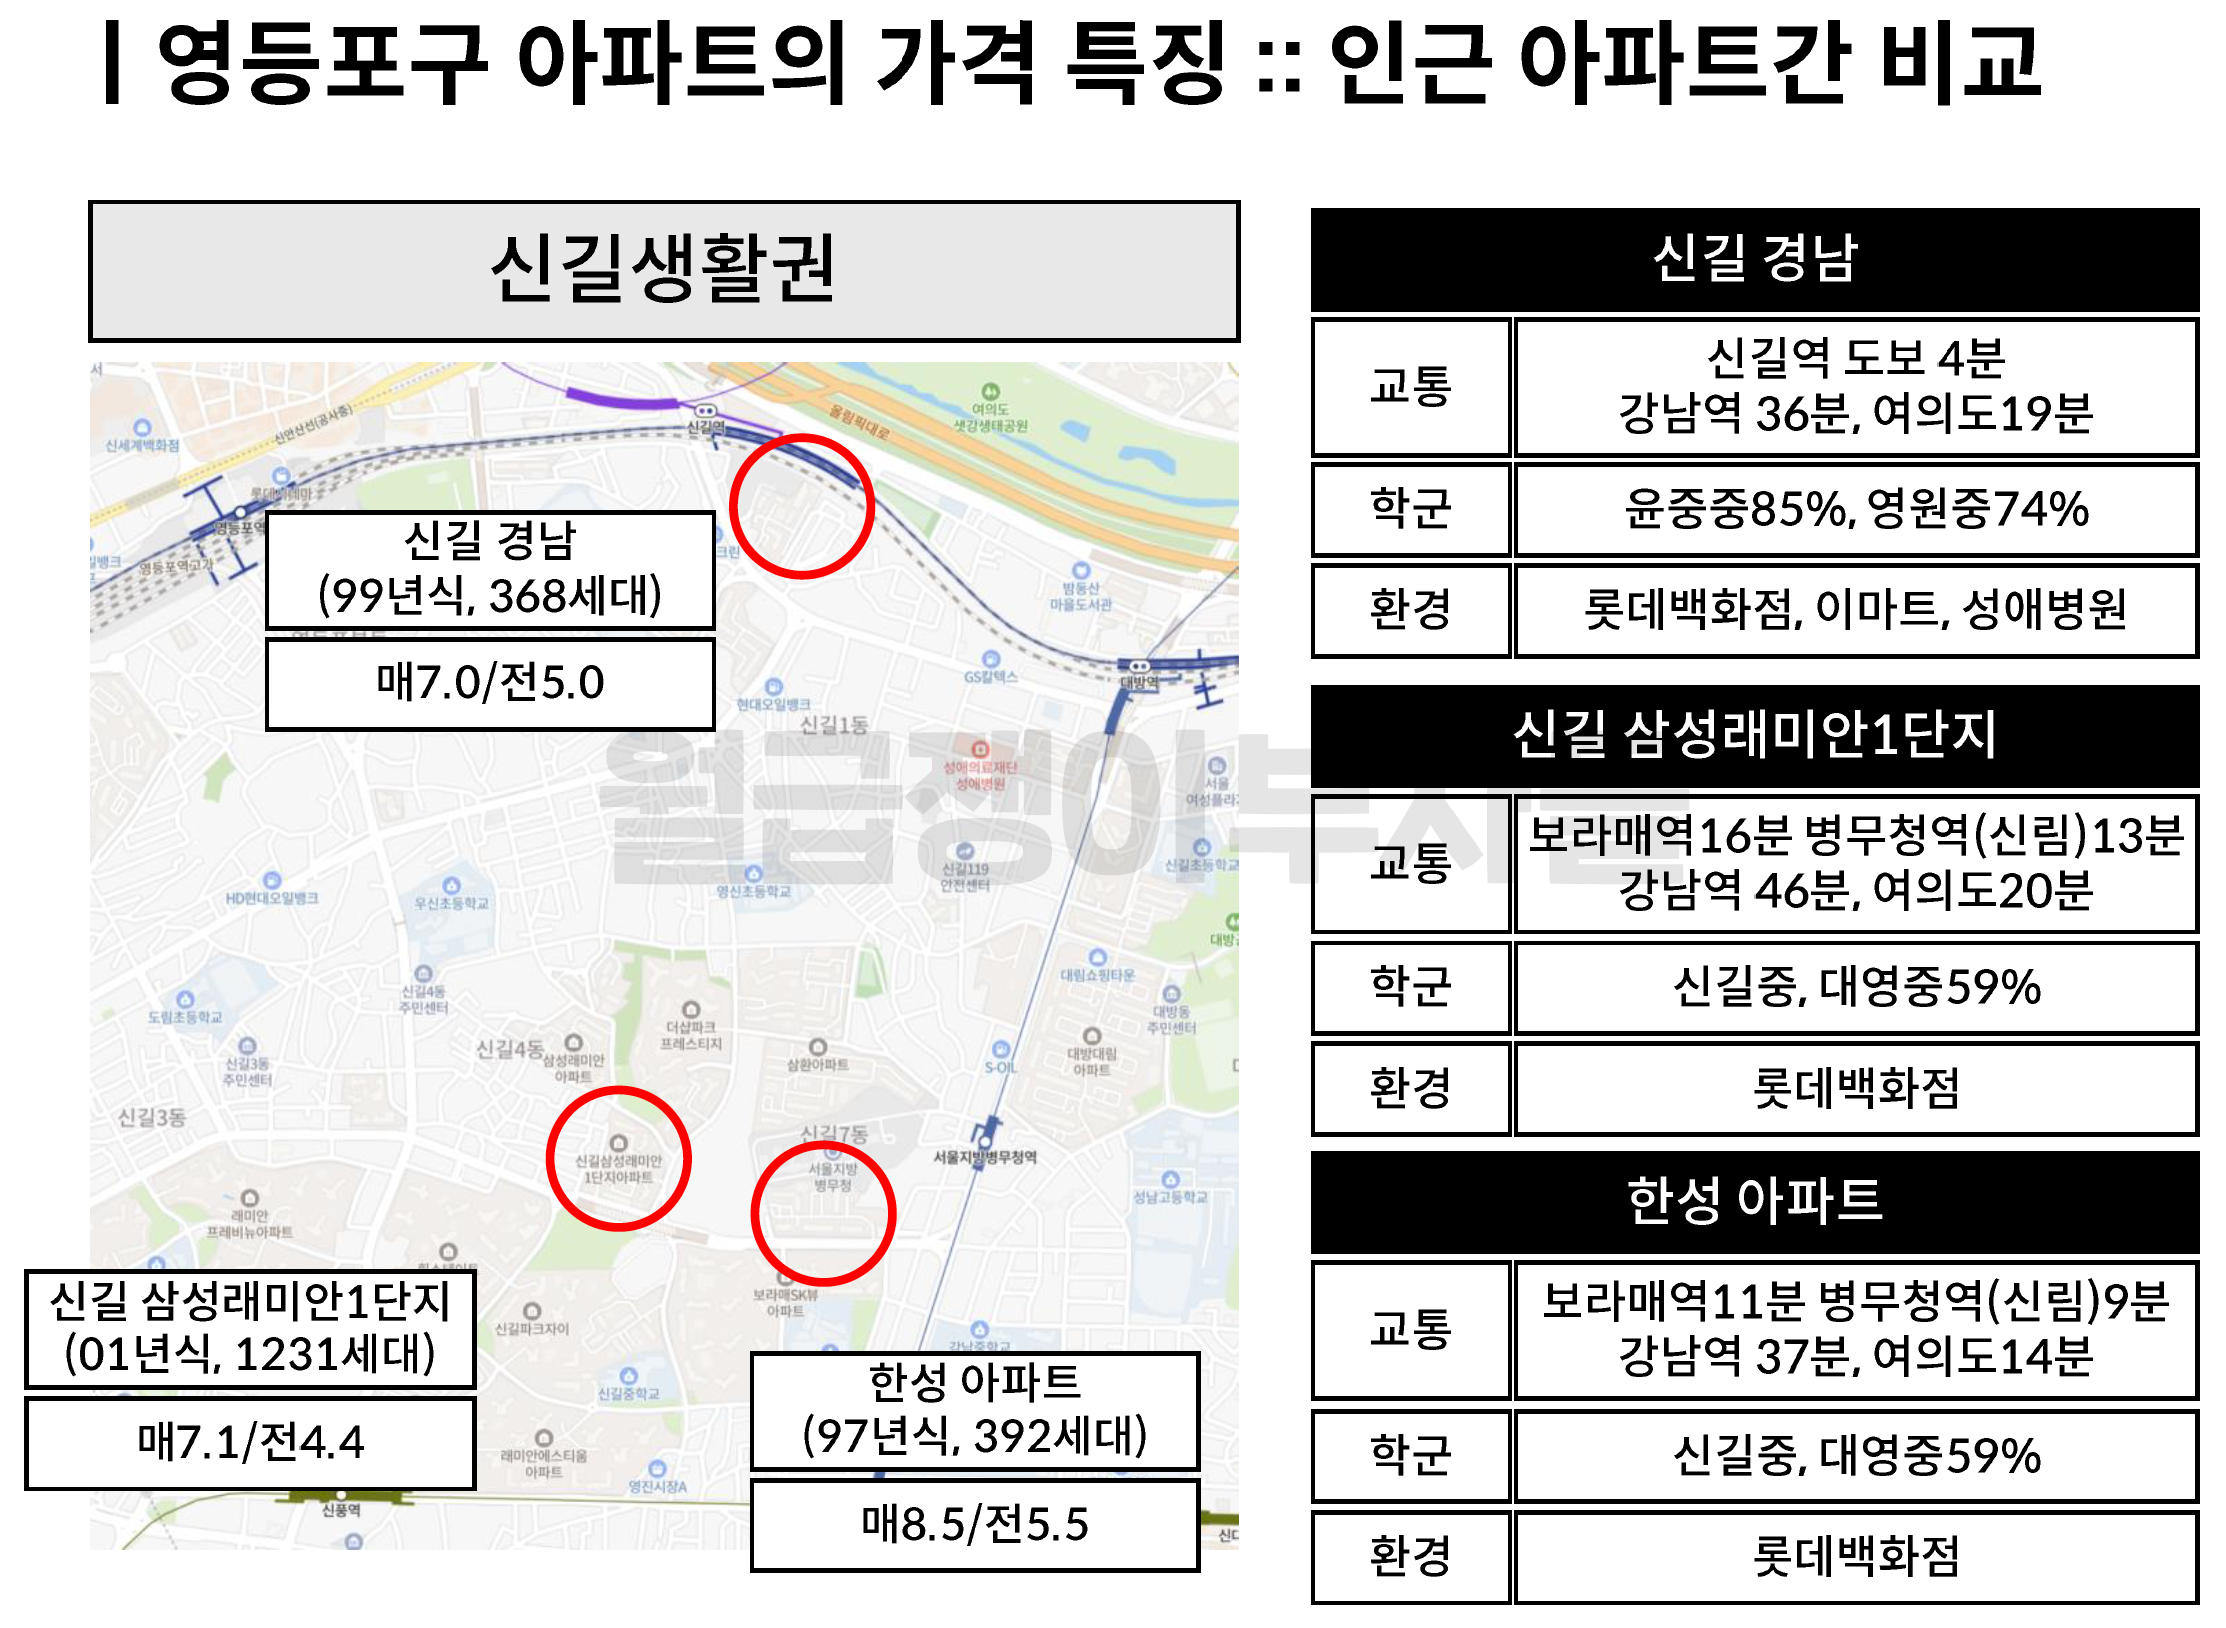 | 영등포구 아파트의 가격 특징 :: 인근 아파트간 비교
신길생활권
서
신세계백화점
신안산선(공사중)
신길역
올림픽대로
여의도
샛강생태공원
영등포역
영등포역고가
크린
밤동산
마을도서관
신길 경남
(99년식, 368세대)
매7.0/전5.0
GS칼텍스
대방역
현대오일뱅크
신길1동
성애의료재단
성애병원
서울
신길초등학교
HD현대오일뱅크
우신초등학교
영신초등학교
신길119
안전센터
도림초등학교
신길4동
주민센터
대림쇼핑타운
대방동
주민센터
신길3동
주민센터
신길4동
삼성래미안
아파트
더샵파크
프레스티지
삼환아파트
S-OIL
대방대림
아파트
신길3동
신길삼성래미안
1단지아파트
신길7동
서울지방
병무청
서울지방병무청역
성남고등학교
래미안
프레비뉴아파트
보라매SK뷰
아파트
신길파크자이
강남중학교
신길중학교
래미안에스티움
아파트
영진시장A
신풍역
신길 삼성래미안1단지
(01년식, 1231세대)
매7.1/전4.4
한성 아파트
(97년식, 392세대)
매8.5/전5.5
신길 경남
교통
신길역 도보 4분
강남역 36분, 여의도19분
학군
윤중중85%, 영원중74%
환경
롯데백화점, 이마트, 성애병원
신길 삼성래미안1단지
교통
보라매역16분 병무청역(신림)13분
강남역 46분, 여의도20분
학군
신길중, 대영중59%
환경
롯데백화점
한성 아파트
교통
보라매역11분 병무청역(신림)9분
강남역 37분, 여의도14분
학군
신길중, 대영중59%
환경
롯데백화점
월급쟁이부자들